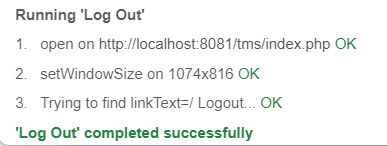 Running 'Log Out'
1. open on http://localhost:8081/tms/index.php OK
2. setWindowSize on 1074x816 OK
3. Trying to find linkText=/ Logout... OK
'Log Out' completed successfully